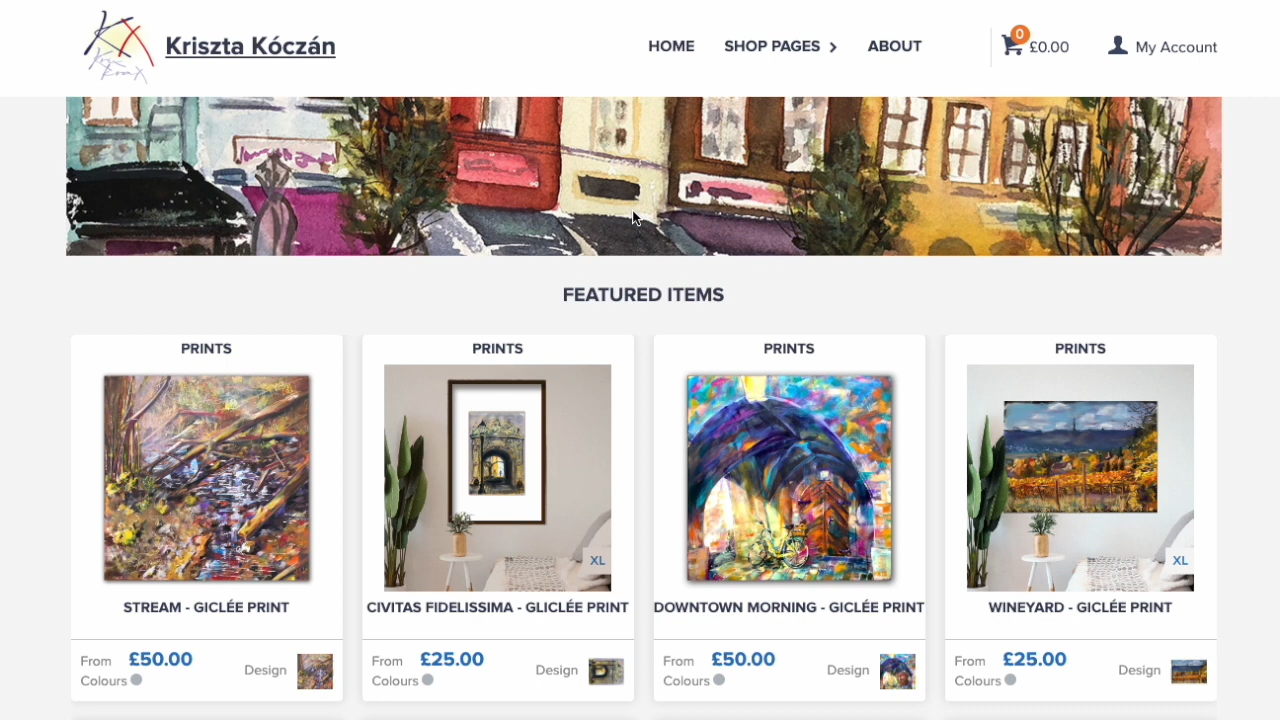 Kriszta Kóczán
HOME
SHOP PAGES
ABOUT
0
£0.00
My Account
FEATURED ITEMS
PRINTS
PRINTS
PRINTS
PRINTS
XL
XL
STREAM - GICLÉE PRINT
CIVITAS FIDELISSIMA - GLICLÉE PRINT
DOWNTOWN MORNING - GICLÉE PRINT
WINEYARD - GICLÉE PRINT
From £50.00
Colours
Design
From £25.00
Colours
Design
From £50.00
Colours
Design
From £25.00
Colours
Design